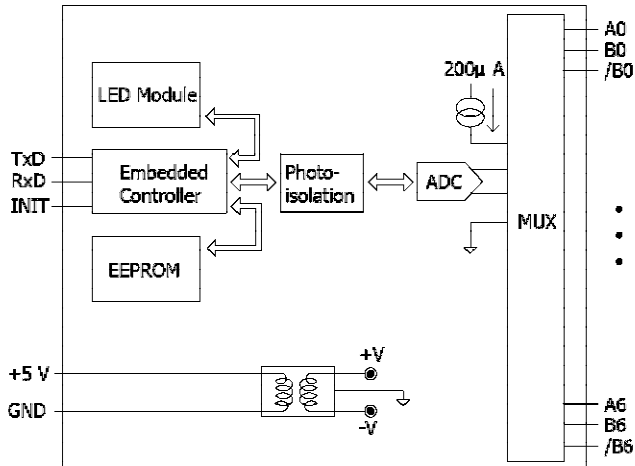 A0
B0
/B0
200μ A
LED Module
TxD
RxD
INIT
Embedded
Controller
Photo-
isolation
ADC
MUX
EEPROM
+5 V
GND
+V
-V
A6
B6
/B6